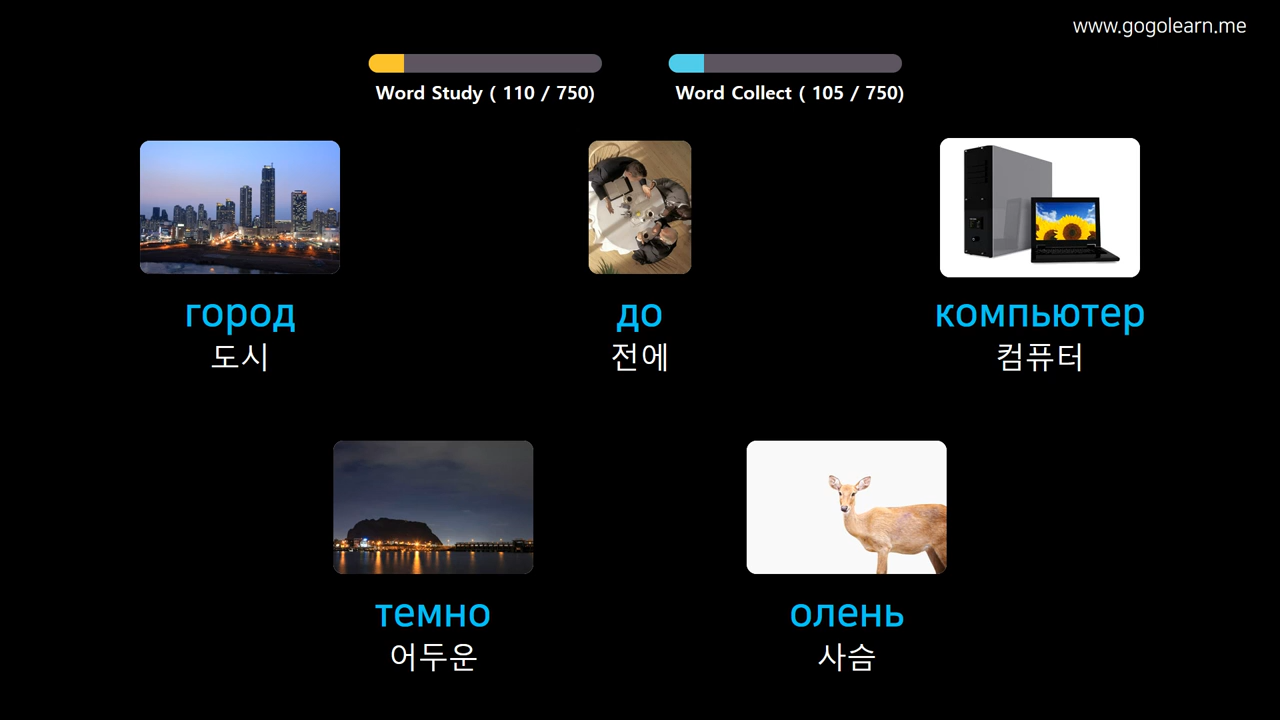 www.gogolearn.me
Word Study ( 110 / 750)
Word Collect ( 105 / 750)
город
도시
до
전에
компьютер
컴퓨터
темно
어두운
олень
사슴